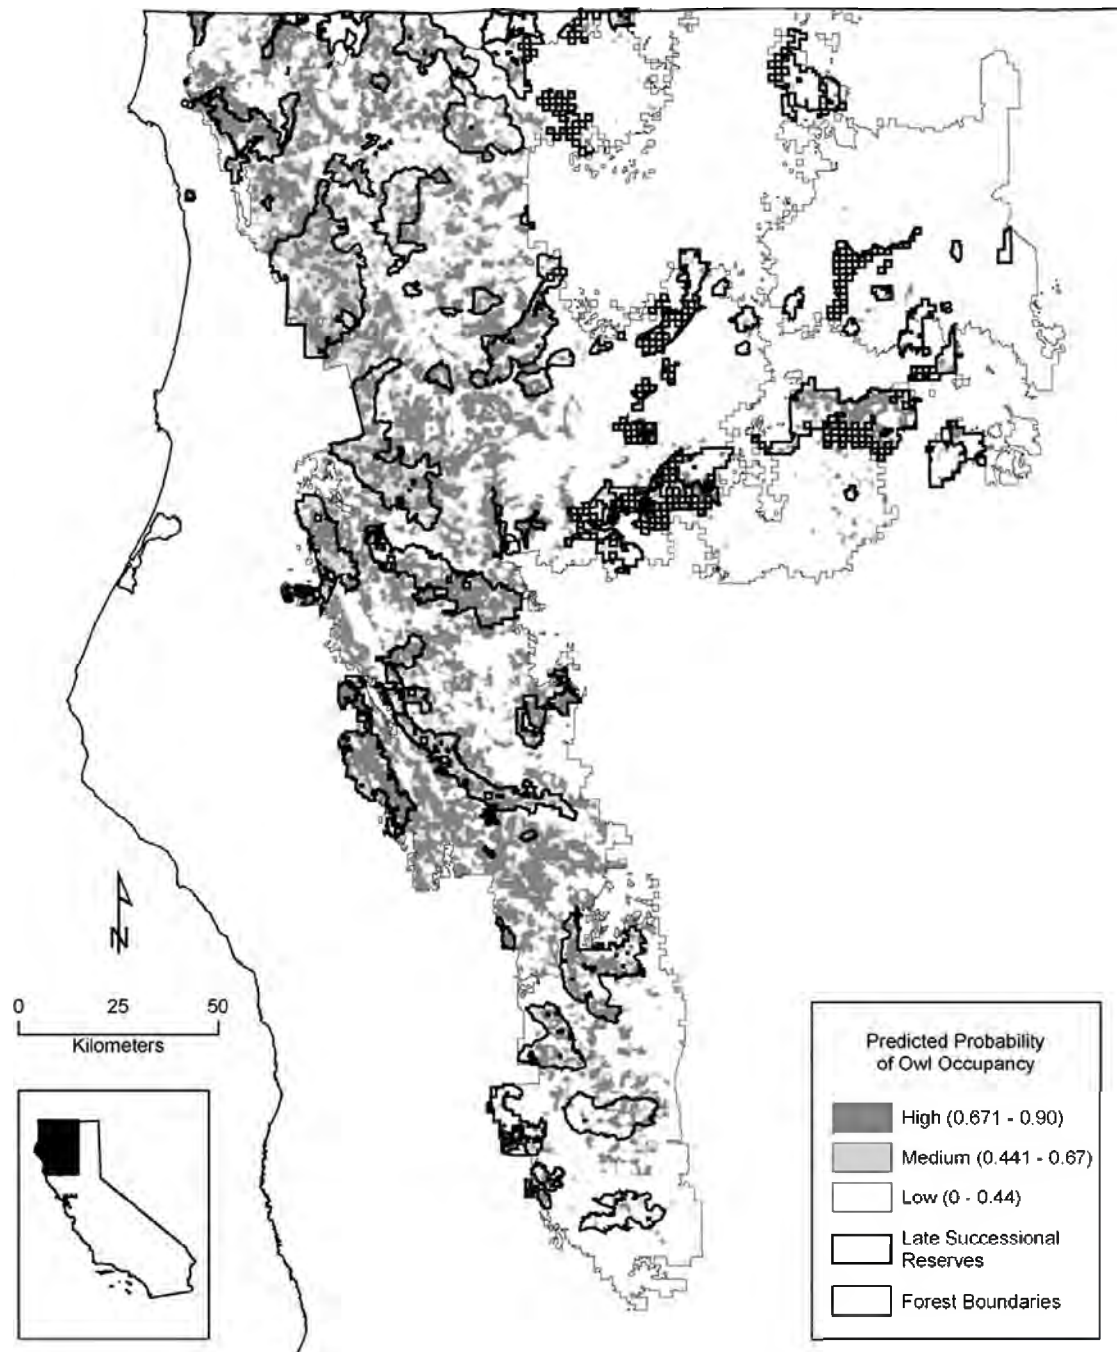 N
0 25 50
Kilometers
Predicted Probability
of Owl Occupancy
High (0.671 - 0.90)
Medium (0.441 - 0.67)
Low (0 - 0.44)
Late Successional
Reserves
Forest Boundaries